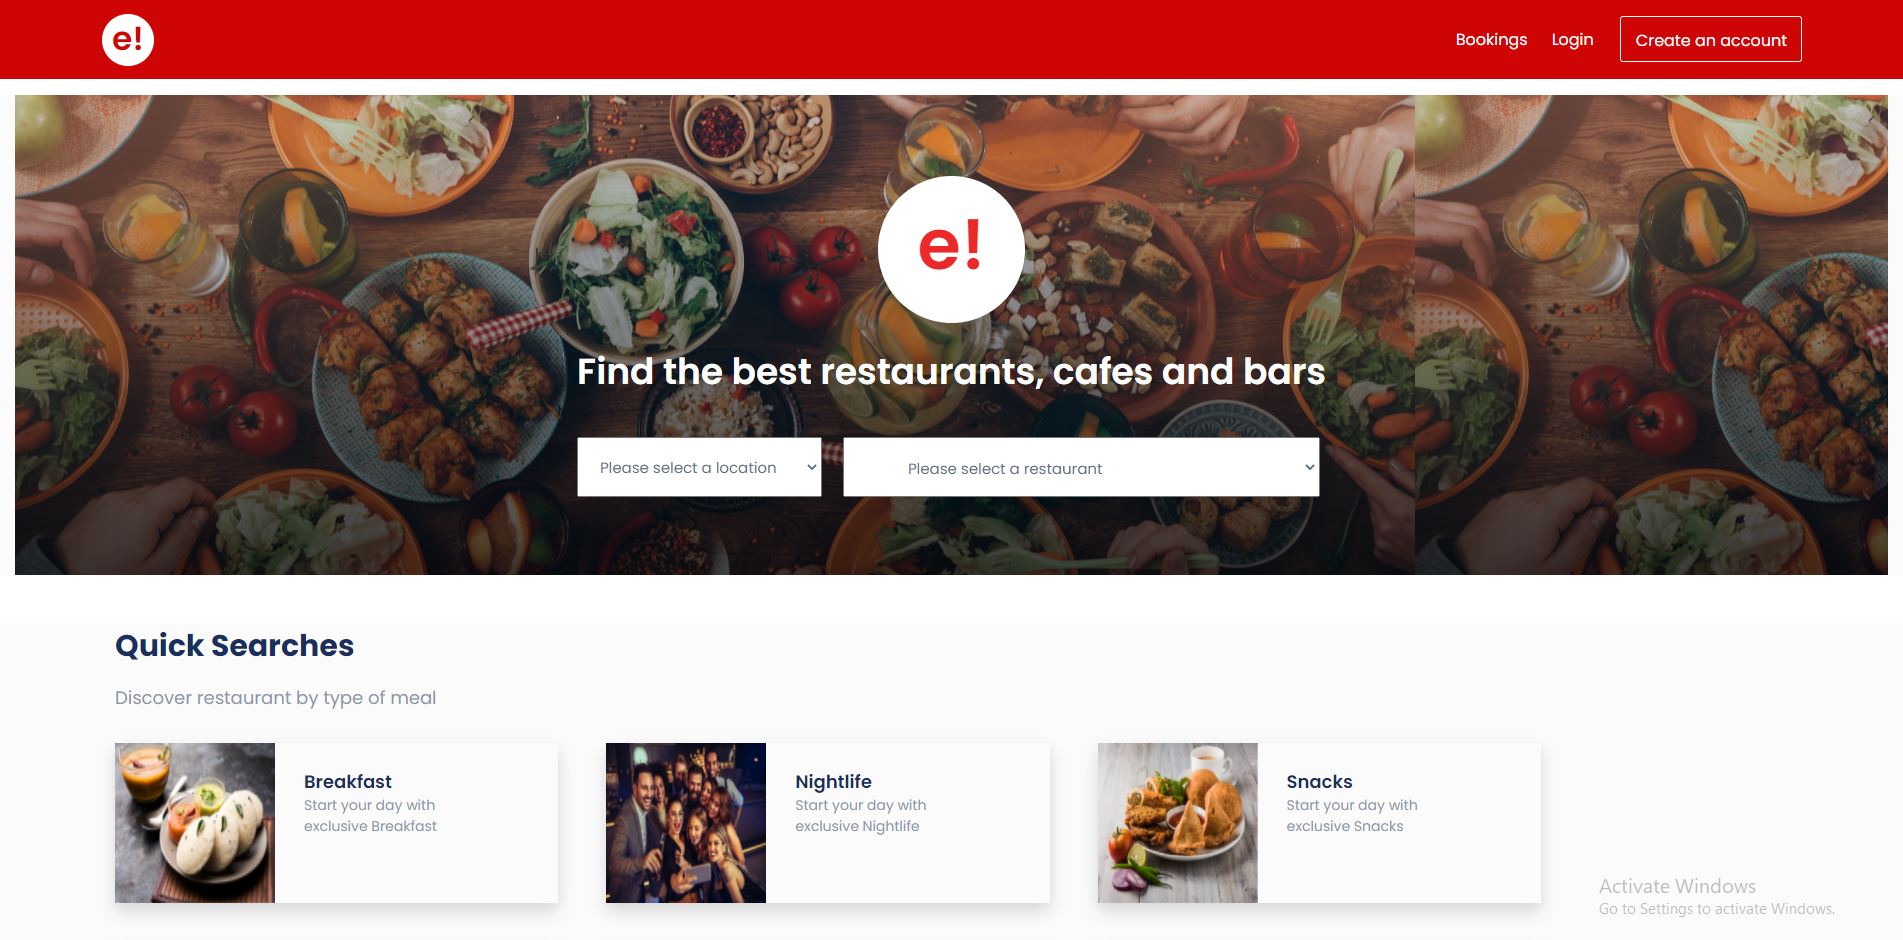 e!
Bookings
Login
Create an account
e!
Find the best restaurants, cafes and bars
Please select a location
Please select a restaurant
Quick Searches
Discover restaurant by type of meal
Breakfast
Start your day with
exclusive Breakfast
Nightlife
Start your day with
exclusive Nightlife
Snacks
Start your day with
exclusive Snacks
Activate Windows
Go to Settings to activate Windows.